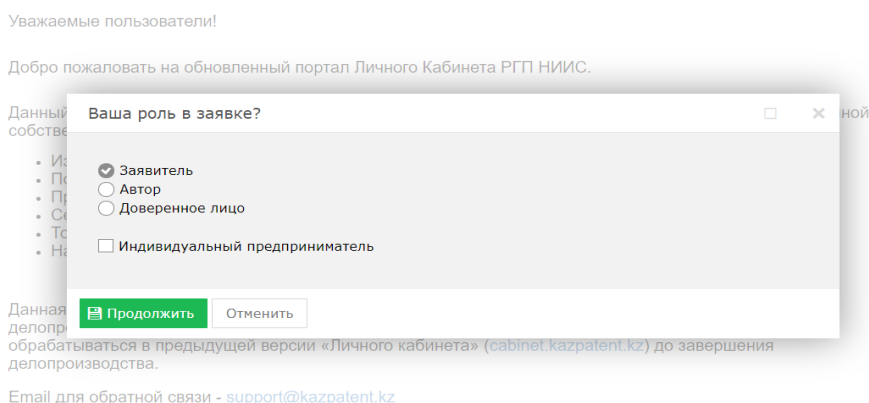 Уважаемые пользователи!
Добро пожаловать на обновленный портал Личного Кабинета РГП НИИС.
Данный
Ваша роль в заявке?
Заявитель
Автор
Доверенное лицо
Индивидуальный предприниматель
Продолжить Отменить
Данная
обрабатываться в предыдущей версии «Личного кабинета» (cabinet.kazpatent.kz) до завершения
делопроизводства.
Email для обратной связи - support@kazpatent.kz